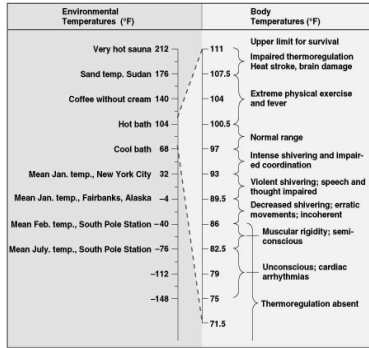 Environmental
Temperatures (°F)
Body
Temperatures (°F)
Very hot sauna 212
Sand temp. Sudan 176
Coffee without cream 140
Hot bath 104
Cool bath 68
Mean Jan. temp., New York City 32
Mean Jan. temp., Fairbanks, Alaska –4
Mean Feb. temp., South Pole Station –40
Mean July. temp., South Pole Station –76
–112
–148
111
107.5
104
100.5
97
93
89.5
86
82.5
79
75
71.5
Upper limit for survival
Impaired thermoregulation
Heat stroke, brain damage
Extreme physical exercise
and fever
Normal range
Intense shivering and impair-
ed coordination
Violent shivering; speech and
thought impaired
Decreased shivering; erratic
movements; incoherent
Muscular rigidity; semi-
conscious
Unconscious; cardiac
arrhythmias
Thermoregulation absent